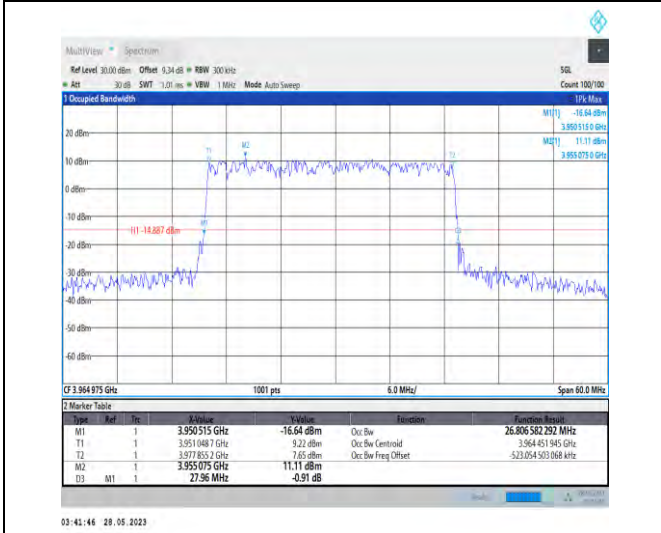 MultiView Spectrum
Ref Level 30.00 dBm Offset 9.34 dB RBW 300 kHz SGL
Att 30 dB SWT 1.01 ms VBW 1 MHz Mode Auto Sweep Count 100/100
1 Occupied Bandwidth 1Pk Max
M1[1] -16.64 dBm
3.950 515 0 GHz
M2[1] 11.11 dBm
3.955 075 0 GHz
20 dBm
T1 M2 T2
10 dBm
0 dBm
-10 dBm
M1
H1 -14.887 dBm
D3
-20 dBm
-30 dBm
-40 dBm
-50 dBm
-60 dBm
CF 3.964 975 GHz 1001 pts 6.0 MHz/ Span 60.0 MHz
2 Marker Table
Type Ref Trc X-Value Y-Value Function Function Result
M1 1 3.950 515 GHz -16.64 dBm Occ Bw 26.806 582 292 MHz
T1 1 3.951 048 7 GHz 9.22 dBm Occ Bw Centroid 3.964 451 945 GHz
T2 1 3.977 855 2 GHz 7.65 dBm Occ Bw Freq Offset -523.054 503 068 kHz
M2 1 3.955 075 GHz 11.11 dBm
D3 M1 1 27.96 MHz -0.91 dB
03:41:46 28.05.2023